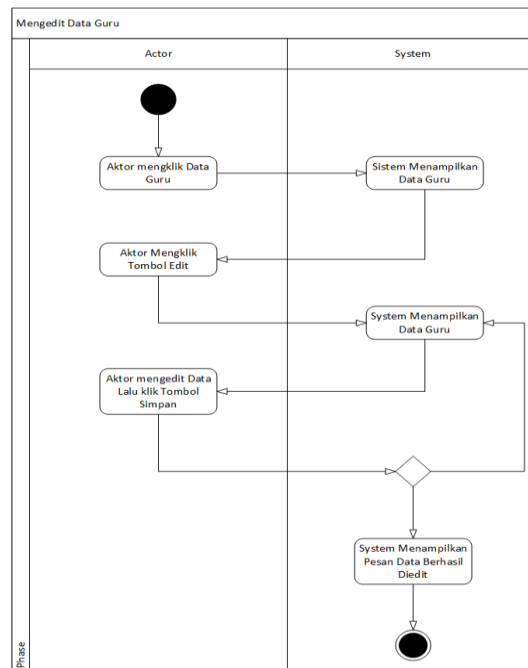 Mengedit Data Guru
Actor
System
Aktor mengklik Data
Guru
Sistem Menampilkan
Data Guru
Aktor Mengklik
Tombol Edit
System Menampilkan
Data Guru
Aktor mengedit Data
Lalu klik Tombol
Simpan
System Menampilkan
Pesan Data Berhasil
Diedit
Phase